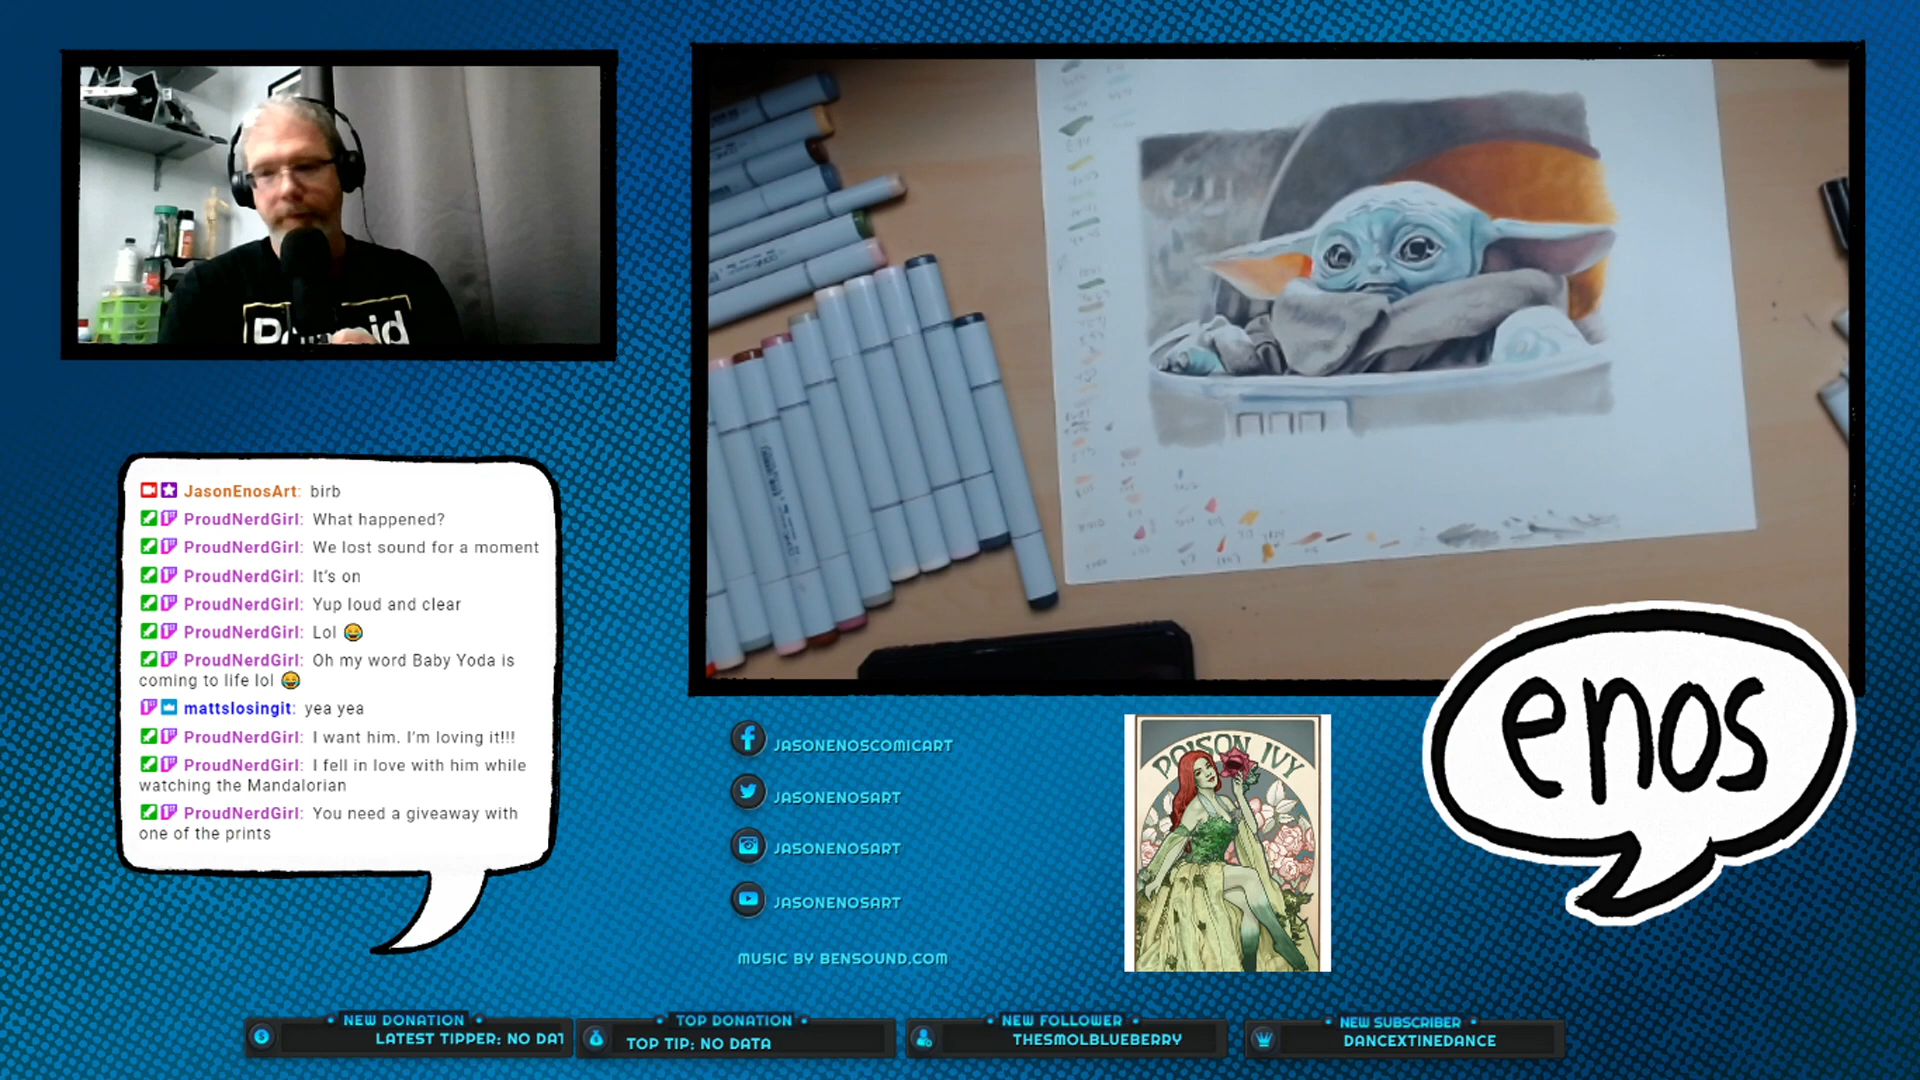 JasonEnosArt: birb
ProudNerdGirl: What happened?
ProudNerdGirl: We lost sound for a moment
ProudNerdGirl: It's on
ProudNerdGirl: Yup loud and clear
ProudNerdGirl: Lol 😂
ProudNerdGirl: Oh my word Baby Yoda is
coming to life lol 😂
mattslosingit: yea yea
ProudNerdGirl: I want him. I'm loving it!!!
ProudNerdGirl: I fell in love with him while
watching the Mandalorian
ProudNerdGirl: You need a giveaway with
one of the prints
JASONENOSCOMICART
JASONENOSART
JASONENOSART
JASONENOSART
MUSIC BY BENSOUND.COM
POISON IVY
enos
NEW DONATION
LATEST TIPPER: NO DAT
TOP DONATION
TOP TIP: NO DATA
NEW FOLLOWER
THESMOLBLUEBERRY
NEW SUBSCRIBER
DANCEXTINEDANCE